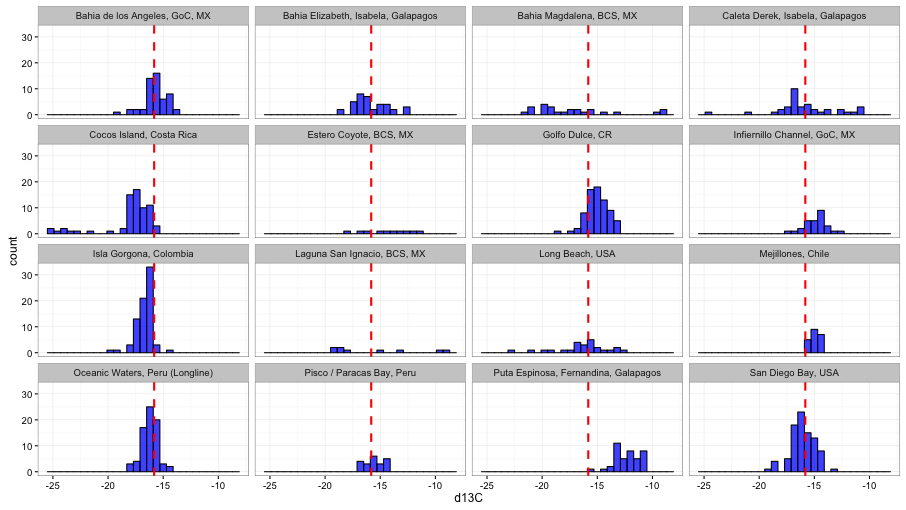 Bahia de los Angeles, GoC, MX
Bahia Elizabeth, Isabela, Galapagos
Bahia Magdalena, BCS, MX
Caleta Derek, Isabela, Galapagos
30
20
10
0
Cocos Island, Costa Rica
Estero Coyote, BCS, MX
Golfo Dulce, CR
Infiernillo Channel, GoC, MX
30
20
10
0
count
Isla Gorgona, Colombia
Laguna San Ignacio, BCS, MX
Long Beach, USA
Mejillones, Chile
30
20
10
0
Oceanic Waters, Peru (Longline)
Pisco / Paracas Bay, Peru
Puta Espinosa, Fernandina, Galapagos
San Diego Bay, USA
30
20
10
0
-25 -20 -15 -10 -25 -20 -15 -10 -25 -20 -15 -10 -25 -20 -15 -10
d13C